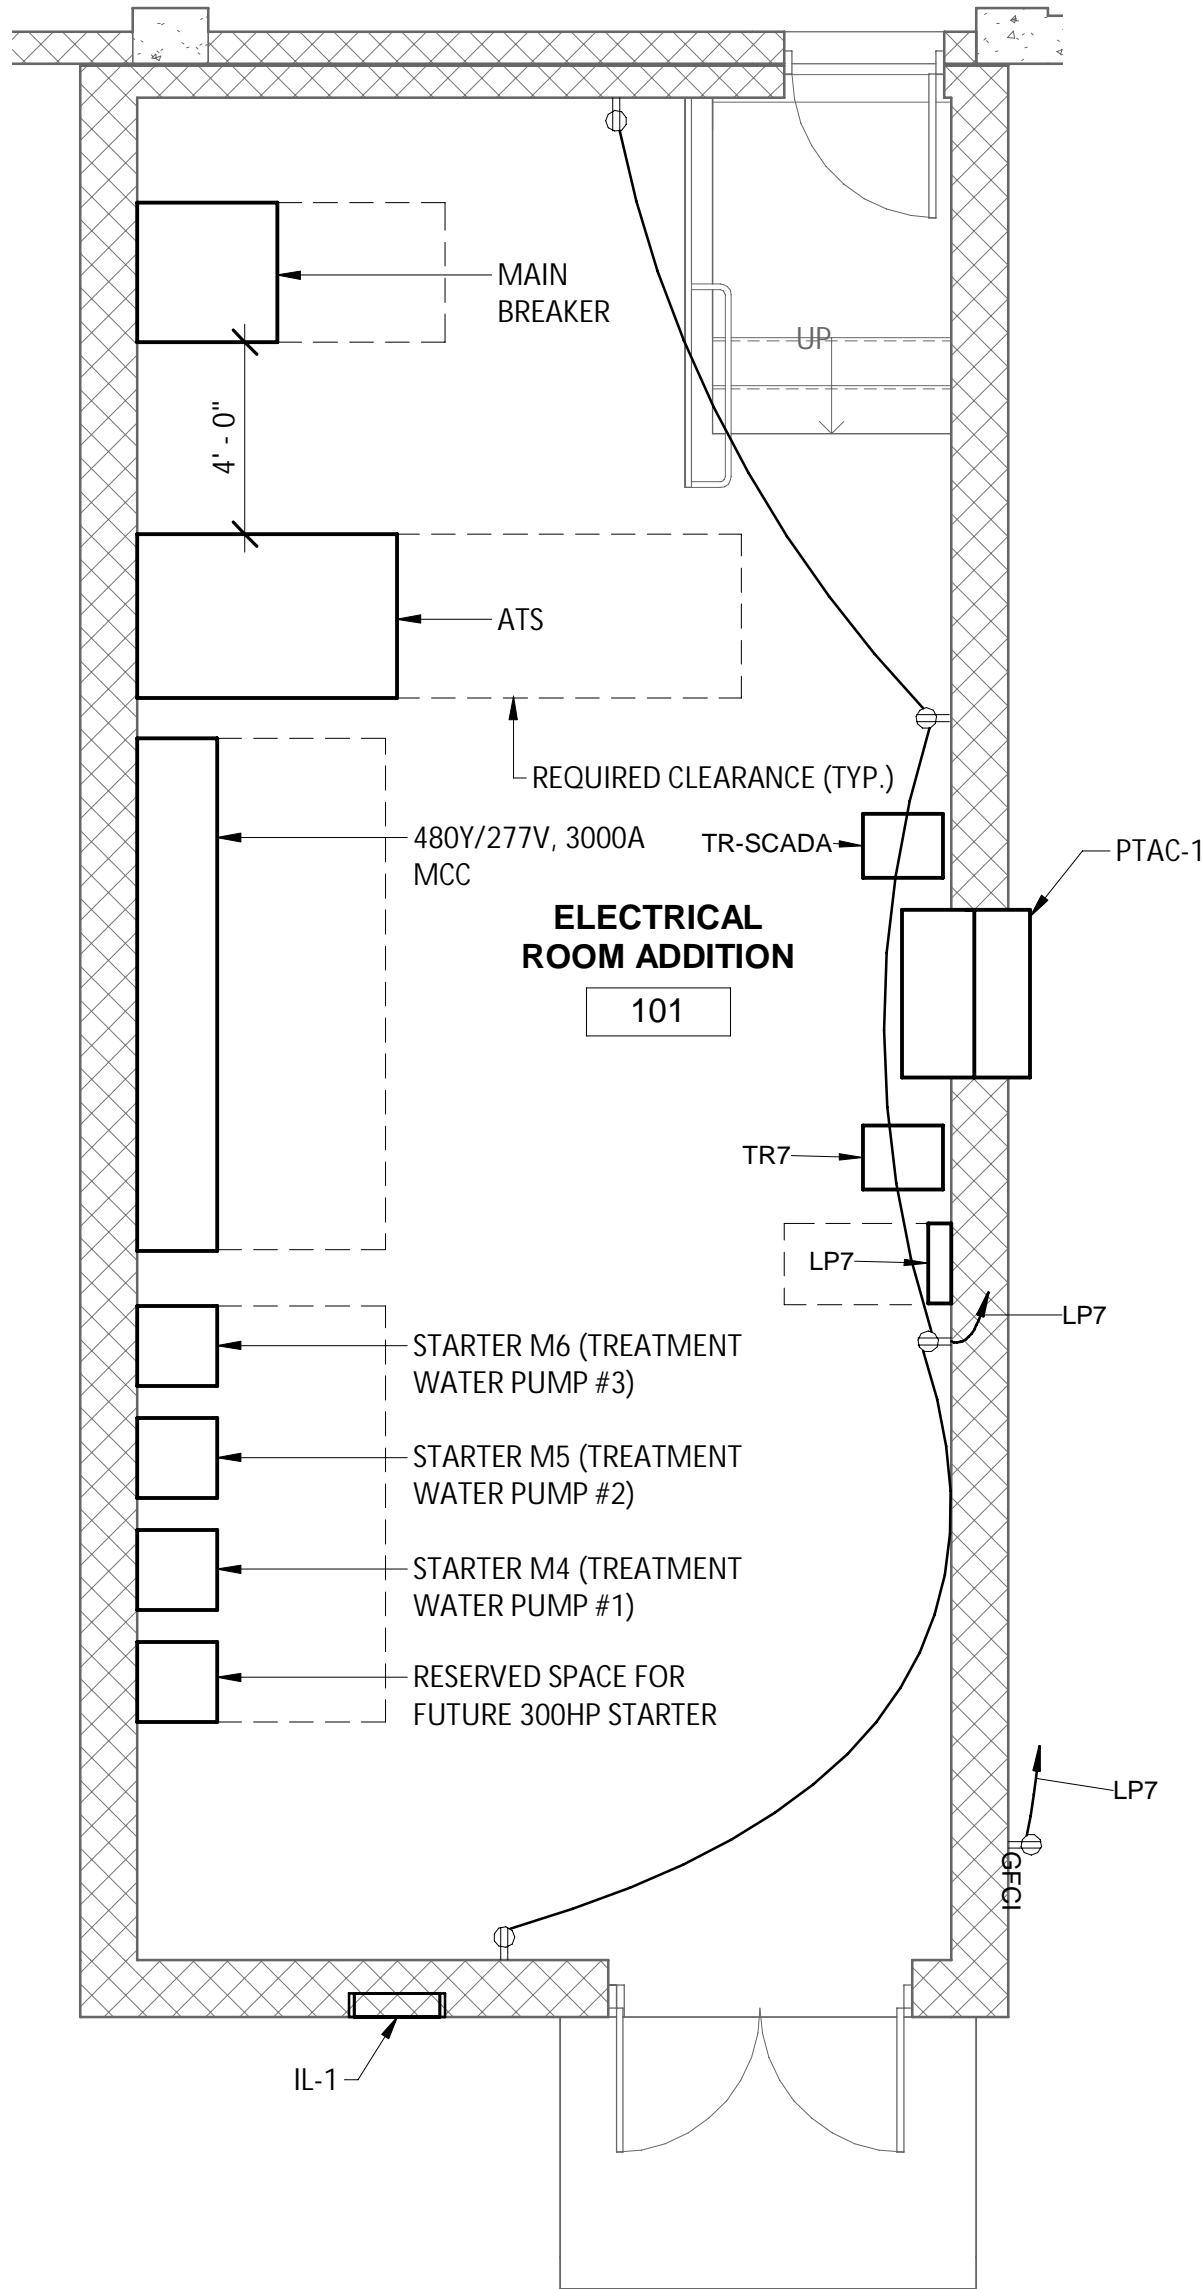 MAIN
BREAKER
UP
4' - 0"
ATS
REQUIRED CLEARANCE (TYP.)
480Y/277V, 3000A
MCC
TR-SCADA
PTAC-1
ELECTRICAL
ROOM ADDITION
101
TR7
LP7
LP7
STARTER M6 (TREATMENT
WATER PUMP #3)
STARTER M5 (TREATMENT
WATER PUMP #2)
STARTER M4 (TREATMENT
WATER PUMP #1)
RESERVED SPACE FOR
FUTURE 300HP STARTER
LP7
GFCI
IL-1